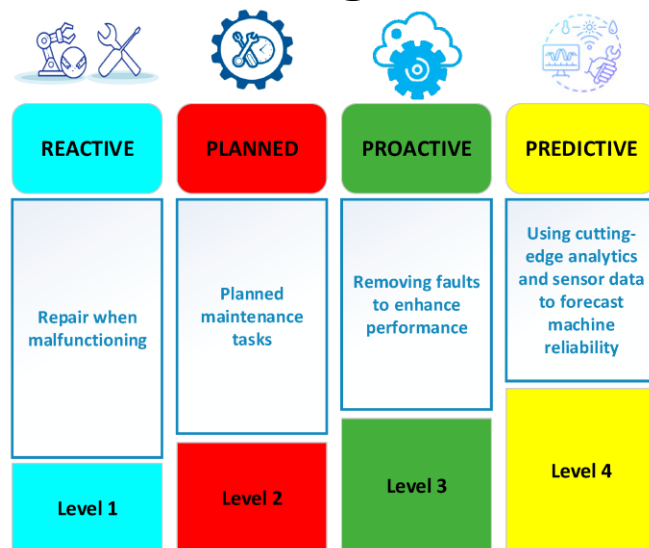 REACTIVE
PLANNED
PROACTIVE
PREDICTIVE
Repair when
malfunctioning
Planned
maintenance
tasks
Removing faults
to enhance
performance
Using cutting-
edge analytics
and sensor data
to forecast
machine
reliability
Level 1
Level 2
Level 3
Level 4